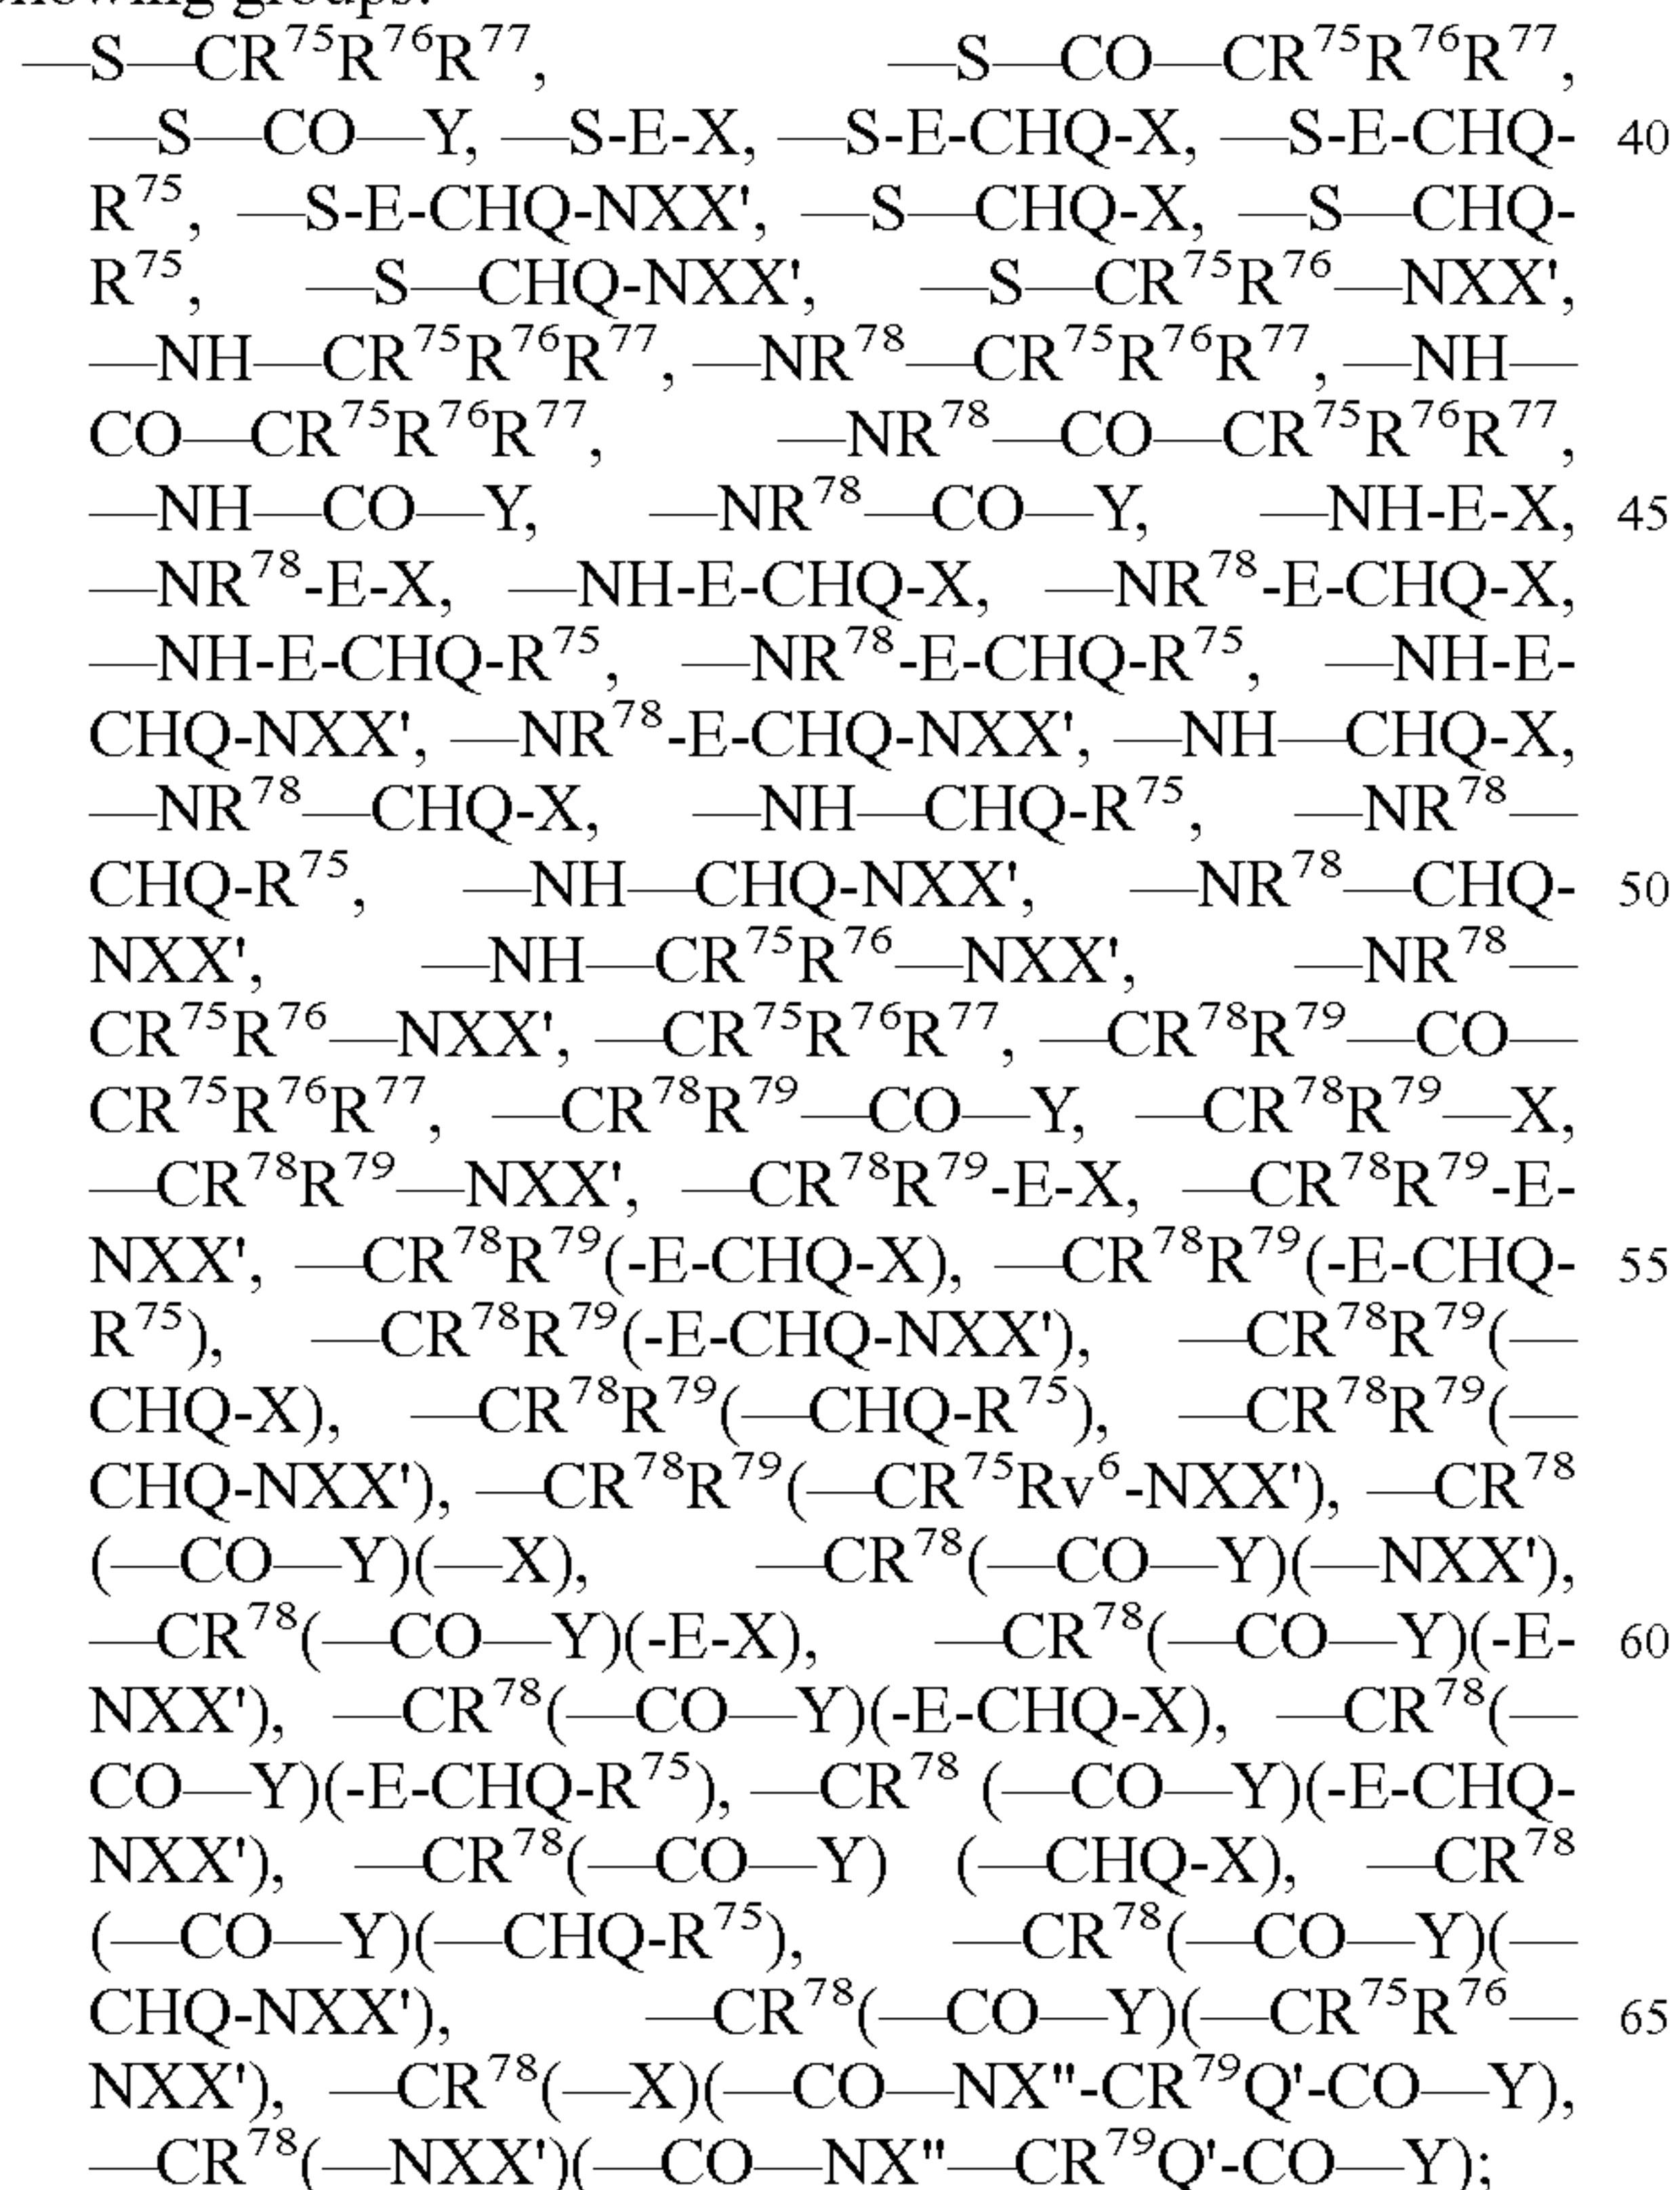 following groups:
—S—CR⁷⁵R⁷⁶R⁷⁷, —S—CO—CR⁷⁵R⁷⁶R⁷⁷,
—S—CO—Y, —S-E-X, —S-E-CHQ-X, —S-E-CHQ- 40
R⁷⁵, —S-E-CHQ-NXX', —S—CHQ-X, —S—CHQ-
R⁷⁵, —S—CHQ-NXX', —S—CR⁷⁵R⁷⁶—NXX',
—NH—CR⁷⁵R⁷⁶R⁷⁷, —NR⁷⁸—CR⁷⁵R⁷⁶R⁷⁷, —NH—
CO—CR⁷⁵R⁷⁶R⁷⁷, —NR⁷⁸—CO—CR⁷⁵R⁷⁶R⁷⁷,
—NH—CO—Y, —NR⁷⁸—CO—Y, —NH-E-X, 45
—NR⁷⁸-E-X, —NH-E-CHQ-X, —NR⁷⁸-E-CHQ-X,
—NH-E-CHQ-R⁷⁵, —NR⁷⁸-E-CHQ-R⁷⁵, —NH-E-
CHQ-NXX', —NR⁷⁸-E-CHQ-NXX', —NH—CHQ-X,
—NR⁷⁸—CHQ-X, —NH—CHQ-R⁷⁵, —NR⁷⁸—
CHQ-R⁷⁵, —NH—CHQ-NXX', —NR⁷⁸—CHQ- 50
NXX', —NH—CR⁷⁵R⁷⁶—NXX', —NR⁷⁸—
CR⁷⁵R⁷⁶—NXX', —CR⁷⁵R⁷⁶R⁷⁷, —CR⁷⁸R⁷⁹—CO—
CR⁷⁵R⁷⁶R⁷⁷, —CR⁷⁸R⁷⁹—CO—Y, —CR⁷⁸R⁷⁹—X,
—CR⁷⁸R⁷⁹—NXX', —CR⁷⁸R⁷⁹-E-X, —CR⁷⁸R⁷⁹-E-
NXX', —CR⁷⁸R⁷⁹(-E-CHQ-X), —CR⁷⁸R⁷⁹(-E-CHQ- 55
R⁷⁵), —CR⁷⁸R⁷⁹(-E-CHQ-NXX'), —CR⁷⁸R⁷⁹(—
CHQ-X), —CR⁷⁸R⁷⁹(—CHQ-R⁷⁵), —CR⁷⁸R⁷⁹(—
CHQ-NXX'), —CR⁷⁸R⁷⁹(—CR⁷⁵Rv⁶-NXX'), —CR⁷⁸
(—CO—Y)(—X), —CR⁷⁸(—CO—Y)(—NXX'),
—CR⁷⁸(—CO—Y)(-E-X), —CR⁷⁸(—CO—Y)(-E- 60
NXX'), —CR⁷⁸(—CO—Y)(-E-CHQ-X), —CR⁷⁸(—
CO—Y)(-E-CHQ-R⁷⁵), —CR⁷⁸ (—CO—Y)(-E-CHQ-
NXX'), —CR⁷⁸(—CO—Y) (—CHQ-X), —CR⁷⁸
(—CO—Y)(—CHQ-R⁷⁵), —CR⁷⁸(—CO—Y)(—
CHQ-NXX'), —CR⁷⁸(—CO—Y)(—CR⁷⁵R⁷⁶— 65
NXX'), —CR⁷⁸(—X)(—CO—NX"-CR⁷⁹Q'-CO—Y),
—CR⁷⁸(—NXX')(—CO—NX"—CR⁷⁹Q'-CO—Y);